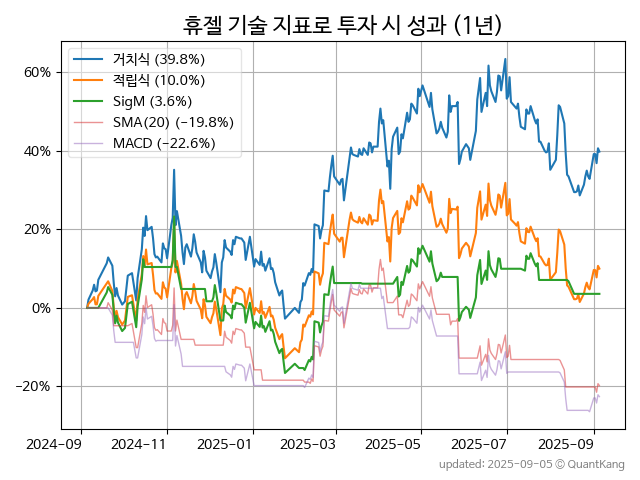 휴젤 기술 지표로 투자 시 성과 (1년)
거치식 (39.8%)
적립식 (10.0%)
SigM (3.6%)
SMA(20) (−19.8%)
MACD (−22.6%)
60%
40%
20%
0%
−20%
2024-09 2024-11 2025-01 2025-03 2025-05 2025-07 2025-09
updated: 2025-09-05 © QuantKang